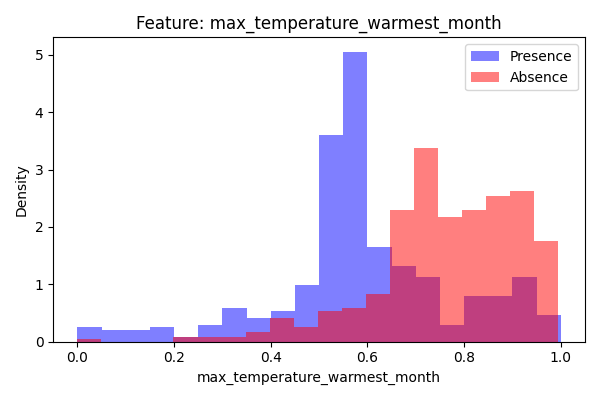 Feature: max_temperature_warmest_month
Presence
Absence
Density
5
4
3
2
1
0
0.0 0.2 0.4 0.6 0.8 1.0
max_temperature_warmest_month